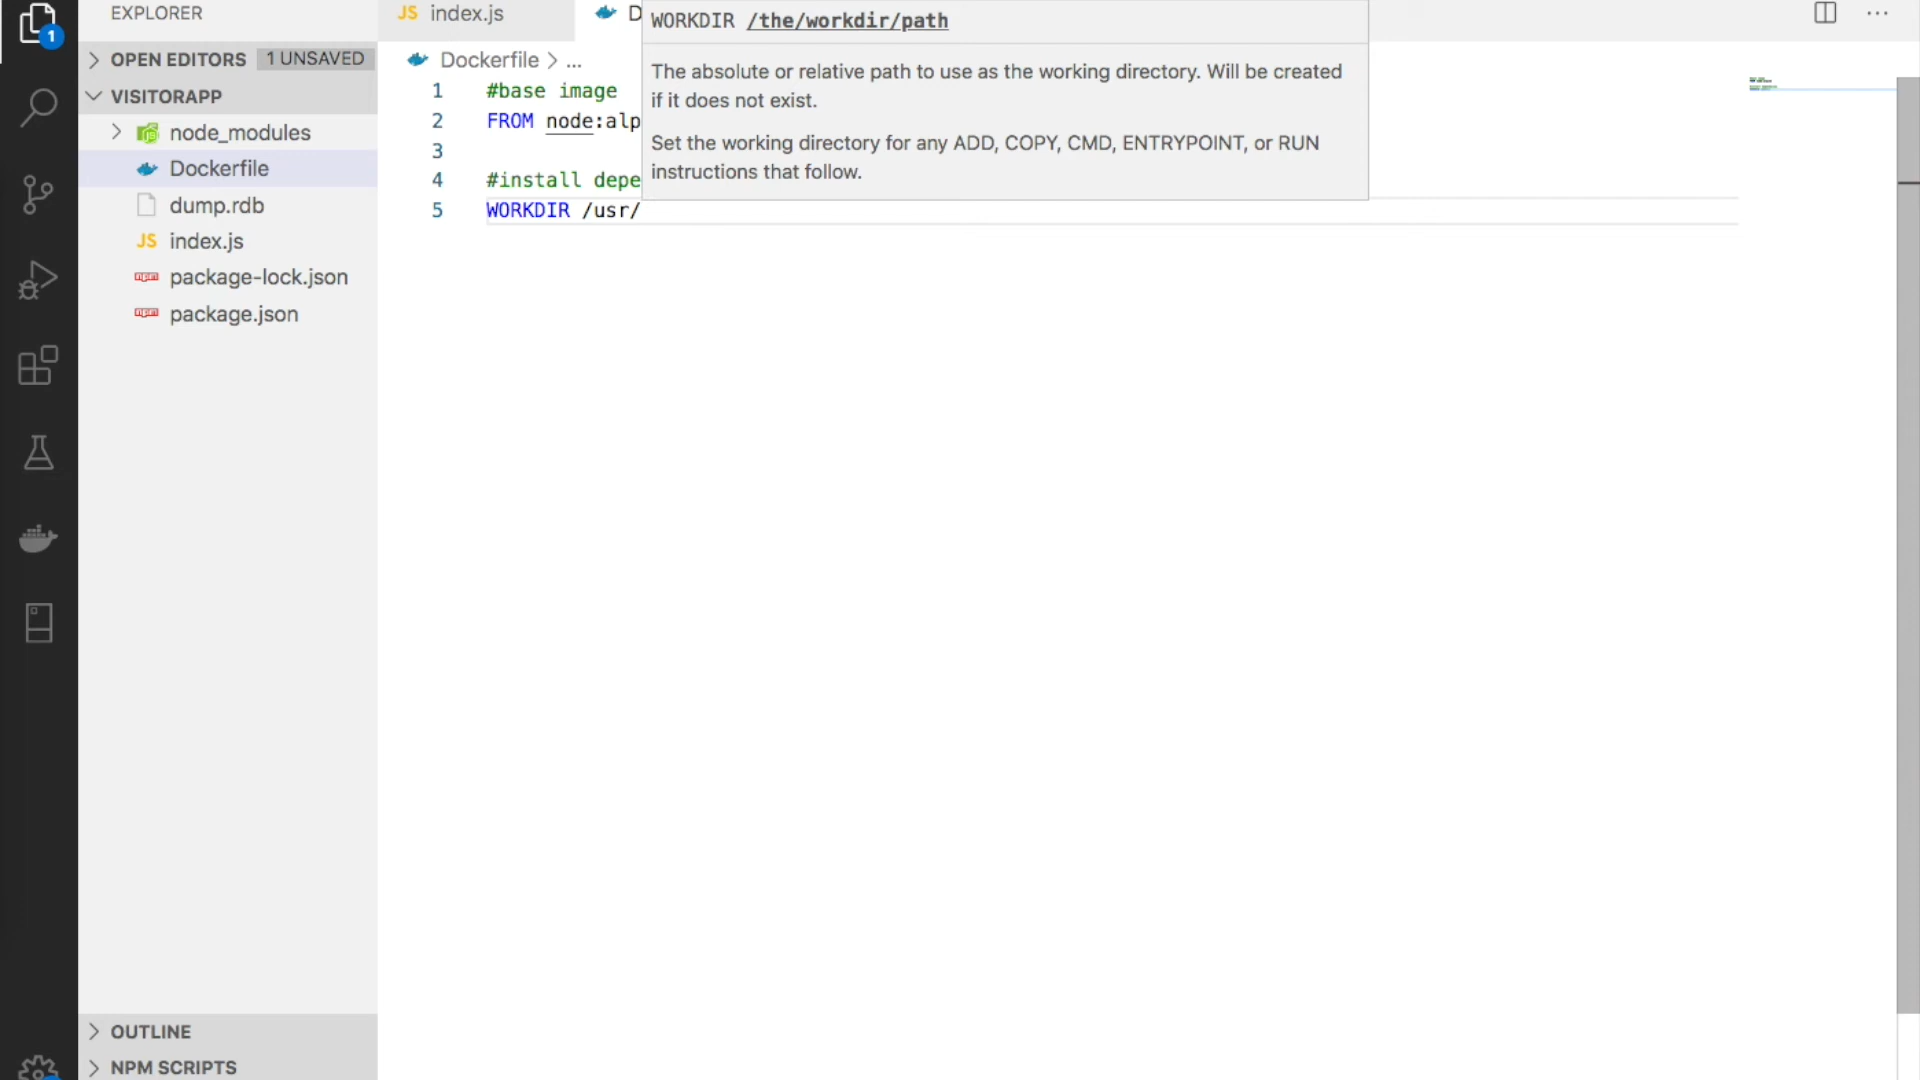 EXPLORER
1
OPEN EDITORS 1 UNSAVED
VISITORAPP
node_modules
Dockerfile
dump.rdb
JS index.js
package-lock.json
package.json
OUTLINE
NPM SCRIPTS
JS index.js
D
Dockerfile > ...
1 #base image
2 FROM node:alp
3
4 #install depe
5 WORKDIR /usr/
WORKDIR /the/workdir/path
The absolute or relative path to use as the working directory. Will be created
if it does not exist.
Set the working directory for any ADD, COPY, CMD, ENTRYPOINT, or RUN
instructions that follow.